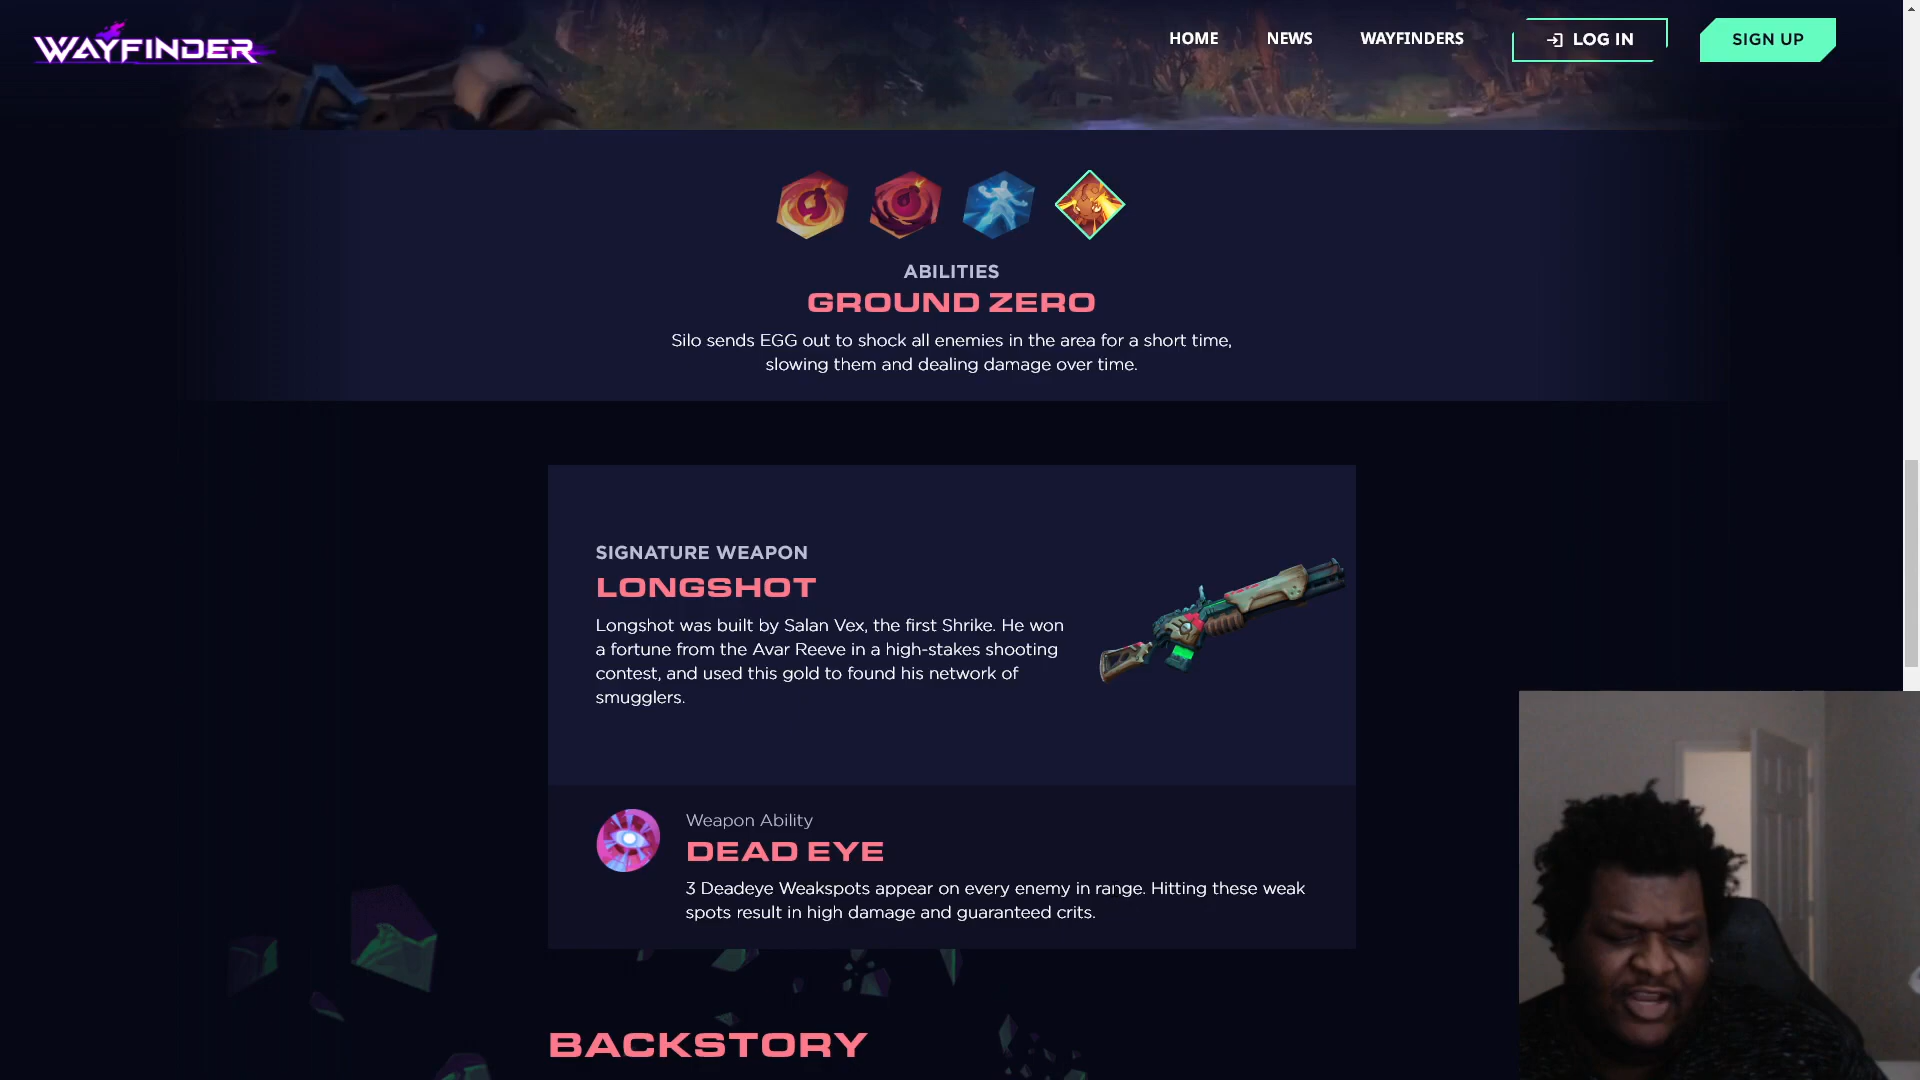 WAYFINDER
HOME NEWS WAYFINDERS LOG IN SIGN UP
ABILITIES
GROUND ZERO
Silo sends EGG out to shock all enemies in the area for a short time,
slowing them and dealing damage over time.
SIGNATURE WEAPON
LONGSHOT
Longshot was built by Salan Vex, the first Shrike. He won
a fortune from the Avar Reeve in a high-stakes shooting
contest, and used this gold to found his network of
smugglers.
Weapon Ability
DEAD EYE
3 Deadeye Weakspots appear on every enemy in range. Hitting these weak
spots result in high damage and guaranteed crits.
BACKSTORY